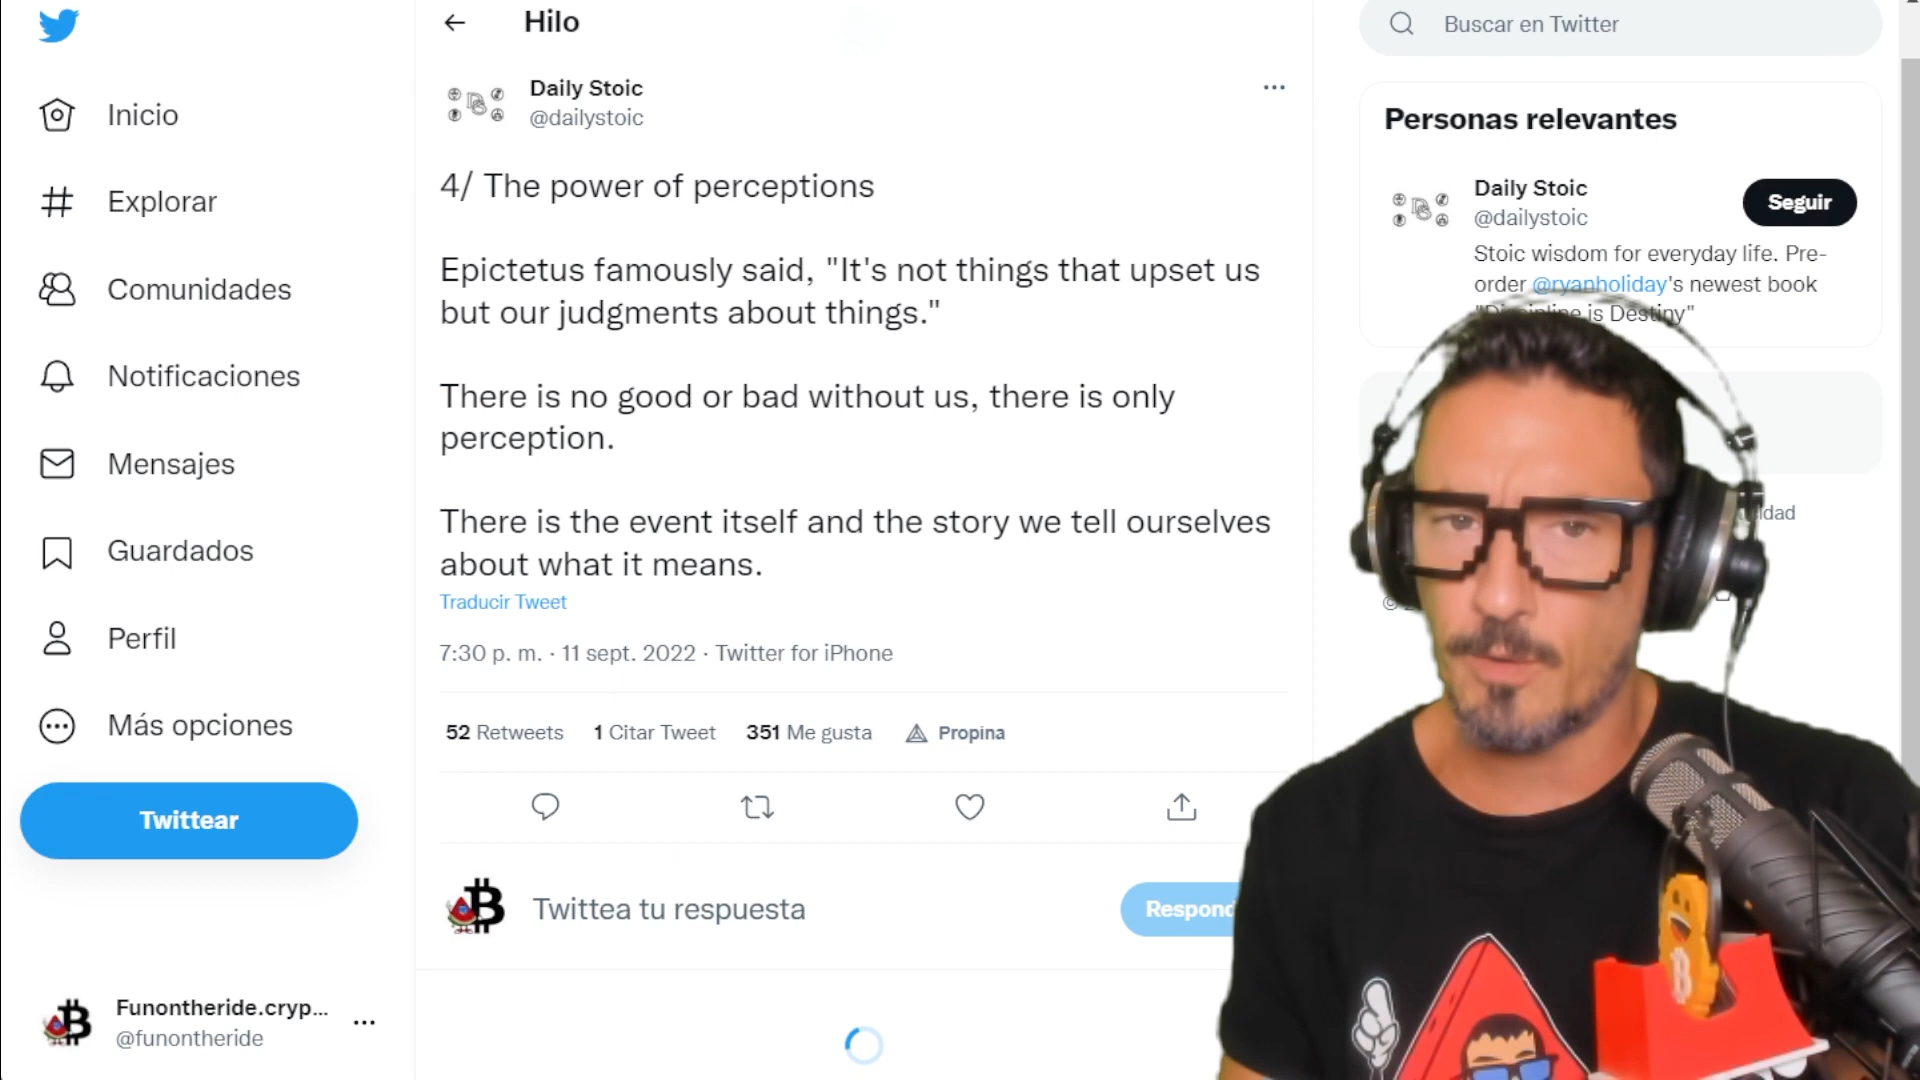 Hilo
Buscar en Twitter
Inicio
Explorar
Comunidades
Notificaciones
Mensajes
Guardados
Perfil
Más opciones
Twittear
Funontheride.cryp...
@funontheride
Daily Stoic
@dailystoic
4/ The power of perceptions
Epictetus famously said, "It's not things that upset us
but our judgments about things."
There is no good or bad without us, there is only
perception.
There is the event itself and the story we tell ourselves
about what it means.
Traducir Tweet
7:30 p. m. · 11 sept. 2022 · Twitter for iPhone
52 Retweets 1 Citar Tweet 351 Me gusta Propina
Twittea tu respuesta
Respond
Personas relevantes
Daily Stoic
@dailystoic
Seguir
Stoic wisdom for everyday life. Pre-
order @ryanholiday's newest book
"Discipline is Destiny"